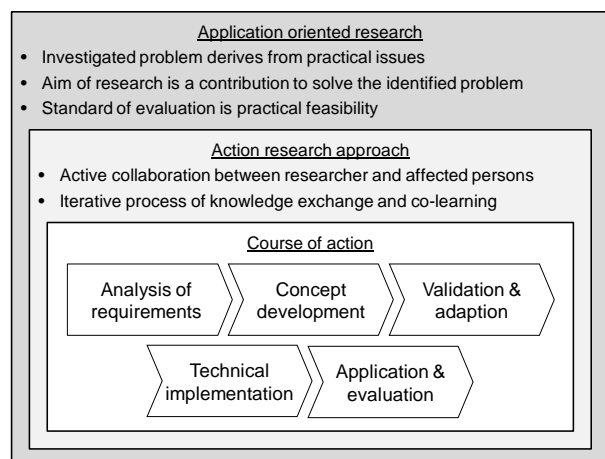 Application oriented research
• Investigated problem derives from practical issues
• Aim of research is a contribution to solve the identified problem
• Standard of evaluation is practical feasibility
Action research approach
• Active collaboration between researcher and affected persons
• Iterative process of knowledge exchange and co-learning
Course of action
Analysis of
requirements
Concept
development
Validation &
adaption
Technical
implementation
Application &
evaluation